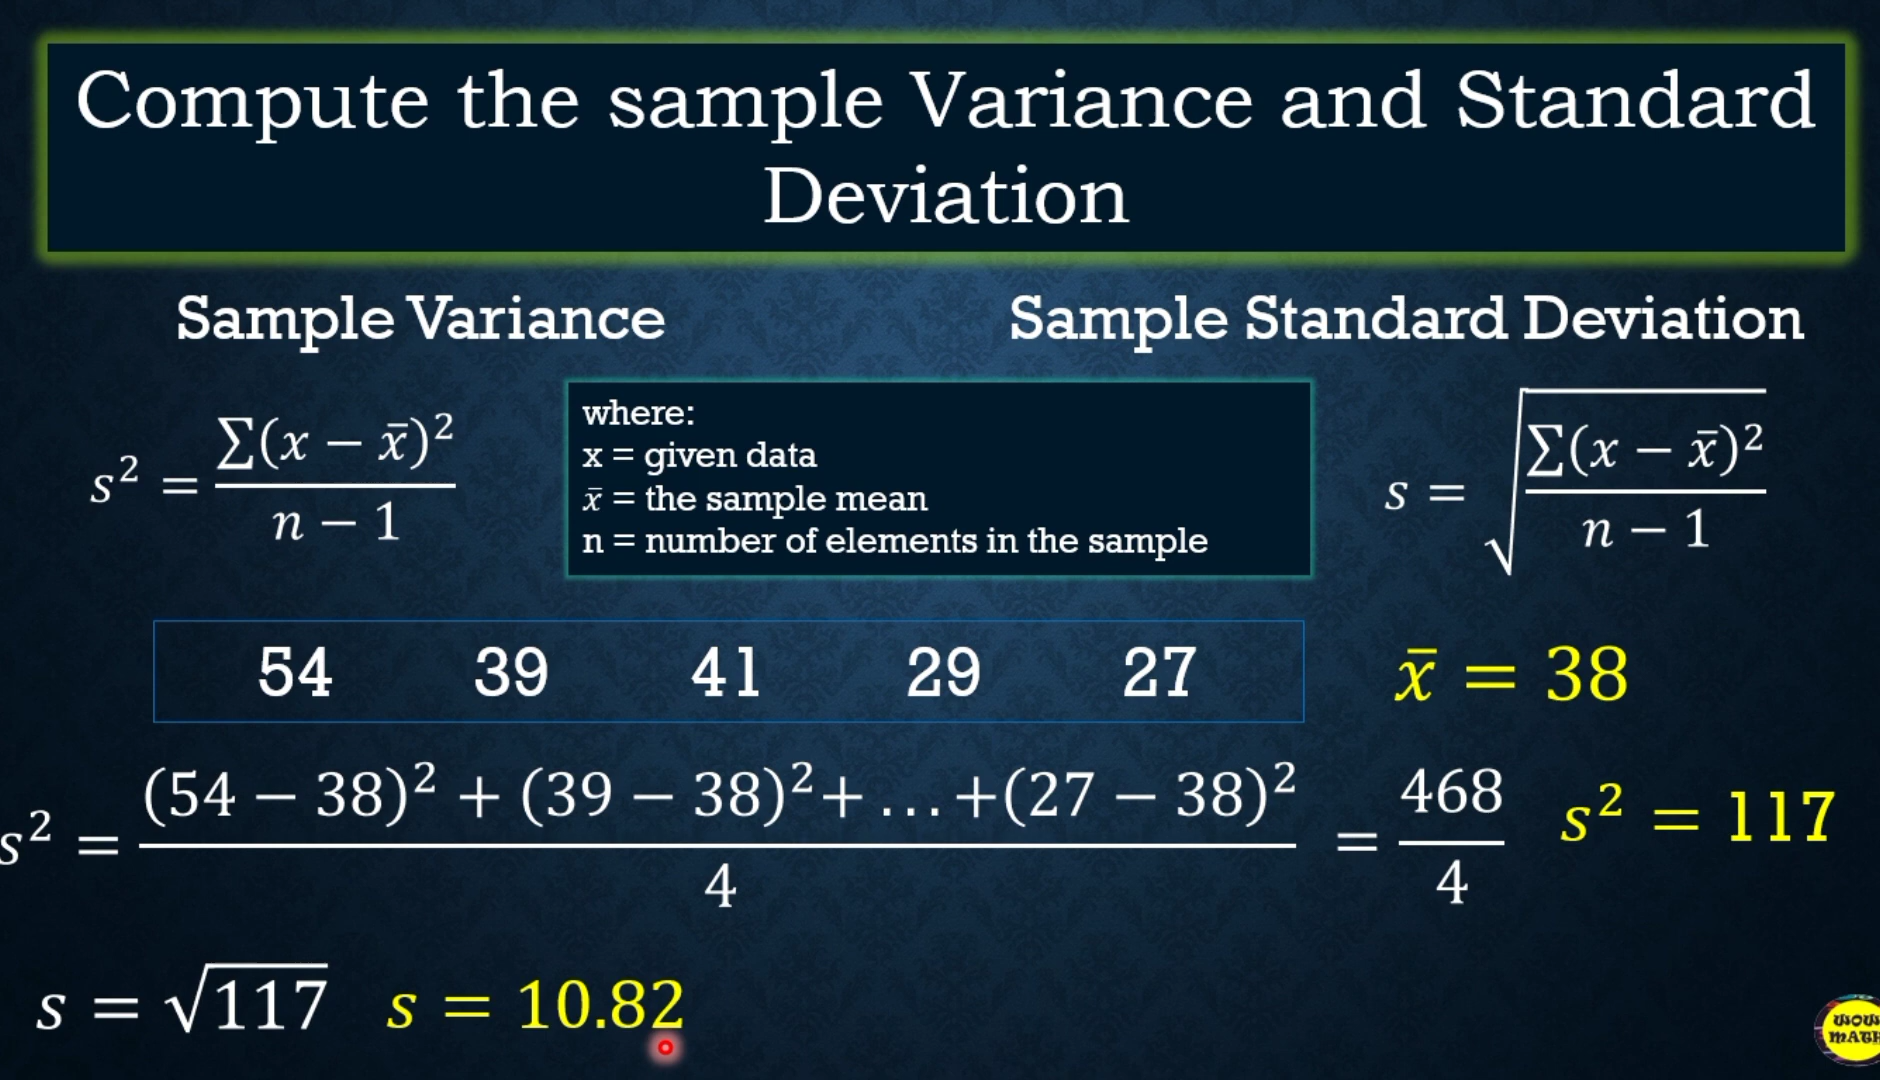 Compute the sample Variance and Standard
Deviation
Sample Variance
Sample Standard Deviation
s² = ∑(x − x̄)² / n − 1
where:
x = given data
x̄ = the sample mean
n = number of elements in the sample
s = √(∑(x − x̄)² / n − 1)
54 39 41 29 27
x̄ = 38
s² = (54 − 38)² + (39 − 38)² + … + (27 − 38)² / 4 = 468 / 4
s² = 117
s = √117 s = 10.82
WOW
MATH